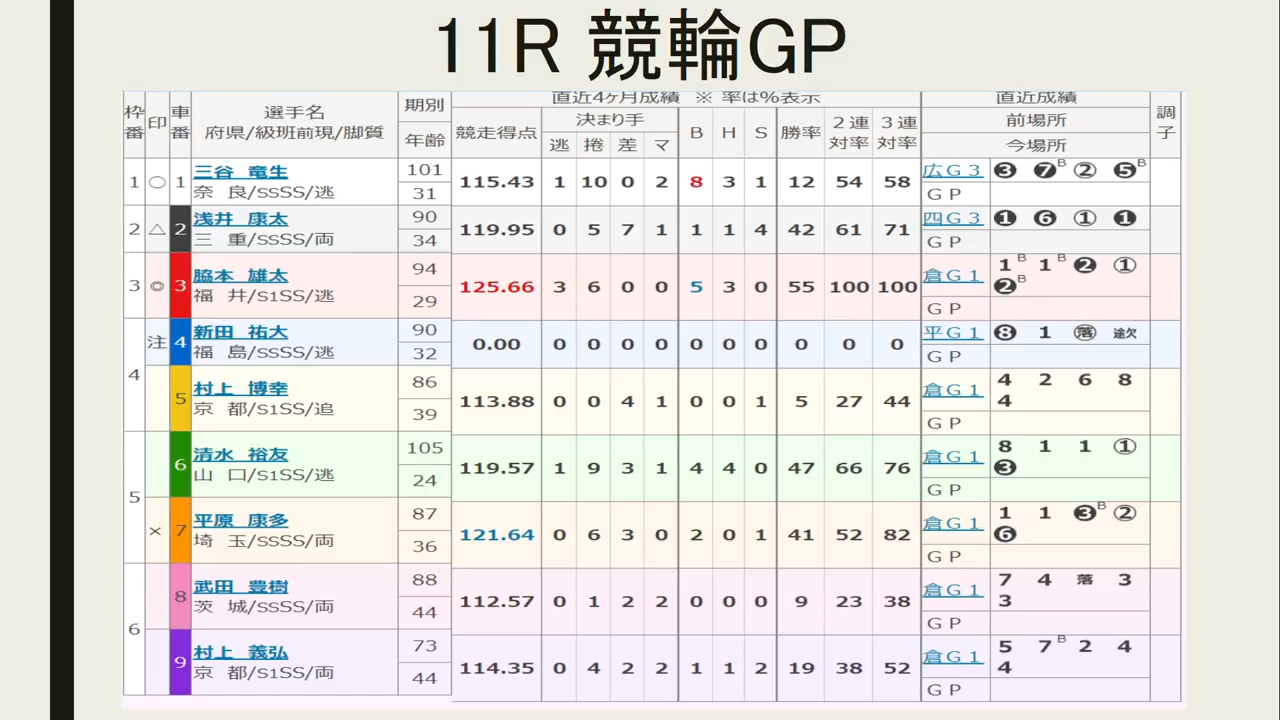 11R 競輪GP
枠番 印 車番 選手名 期別 競走得点 直近4ヶ月成績 ※ 率は%表示 直近成績 調子
府県/級班前現/脚質 年齢 決まり手 B H S 勝率 2連対率 3連対率 前場所
逃 捲 差 マ 今場所
1 ○ 1 三谷 竜生 101 115.43 1 10 0 2 8 3 1 12 54 58 広G3 ❸ ❼B ② ❺B
奈 良/SSSS/逃 31 GP
2 △ 2 浅井 康太 90 119.95 0 5 7 1 1 1 4 42 61 71 四G3 ❶ ❻ ① ❶
三 重/SSSS/両 34 GP
3 ◎ 3 脇本 雄太 94 125.66 3 6 0 0 5 3 0 55 100 100 倉G1 1B 1B ❷ ①
❷B
福 井/S1SS/逃 29 GP
4 注 4 新田 祐大 90 0.00 0 0 0 0 0 0 0 0 0 0 平G1 ❽ 1 落 途欠
福 島/SSSS/逃 32 GP
5 村上 博幸 86 113.88 0 0 4 1 0 0 1 5 27 44 倉G1 4 2 6 8
4
京 都/S1SS/追 39 GP
5 6 清水 裕友 105 119.57 1 9 3 1 4 4 0 47 66 76 倉G1 8 1 1 ①
❸
山 口/S1SS/逃 24 GP
× 7 平原 康多 87 121.64 0 6 3 0 2 0 1 41 52 82 倉G1 1 1 ❸B ②
❻
埼 玉/SSSS/両 36 GP
6 8 武田 豊樹 88 112.57 0 1 2 2 0 0 0 9 23 38 倉G1 7 4 落 3
3
茨 城/SSSS/両 44 GP
9 村上 義弘 73 114.35 0 4 2 2 1 1 2 19 38 52 倉G1 5 7B 2 4
4
京 都/S1SS/両 44 GP